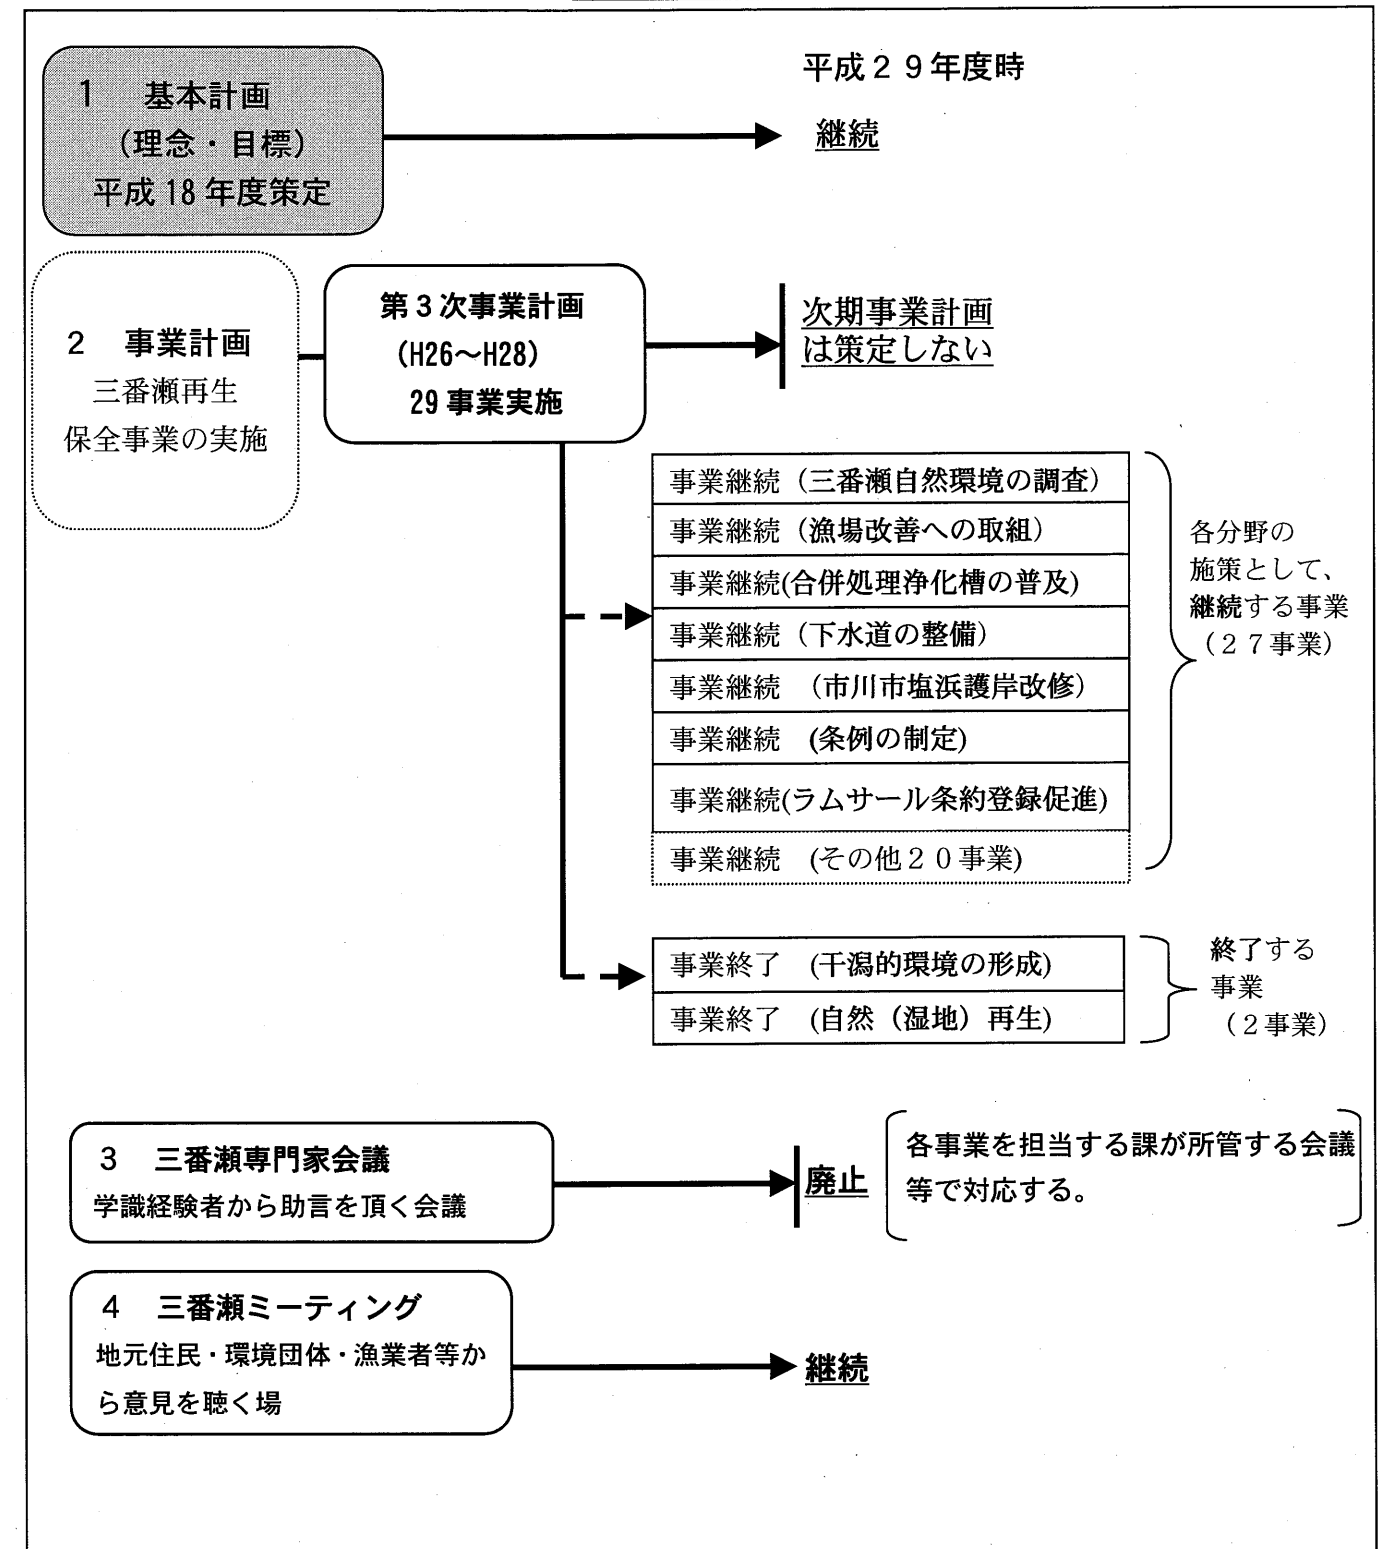 平成２９年度時
1 基本計画
（理念・目標）
平成 18 年度策定
継続
2 事業計画
三番瀬再生
保全事業の実施
第３次事業計画
（H26～H28）
29 事業実施
次期事業計画
は策定しない
事業継続（三番瀬自然環境の調査）
事業継続（漁場改善への取組）
事業継続(合併処理浄化槽の普及)
事業継続（下水道の整備）
事業継続 （市川市塩浜護岸改修）
事業継続 (条例の制定)
事業継続(ラムサール条約登録促進)
事業継続 (その他２０事業)
各分野の
施策として、
継続する事業
（２７事業）
事業終了 (干潟的環境の形成)
事業終了 (自然（湿地）再生)
終了する
事業
（２事業）
3 三番瀬専門家会議
学識経験者から助言を頂く会議
廃止
各事業を担当する課が所管する会議
等で対応する。
4 三番瀬ミーティング
地元住民・環境団体・漁業者等か
ら意見を聴く場
継続